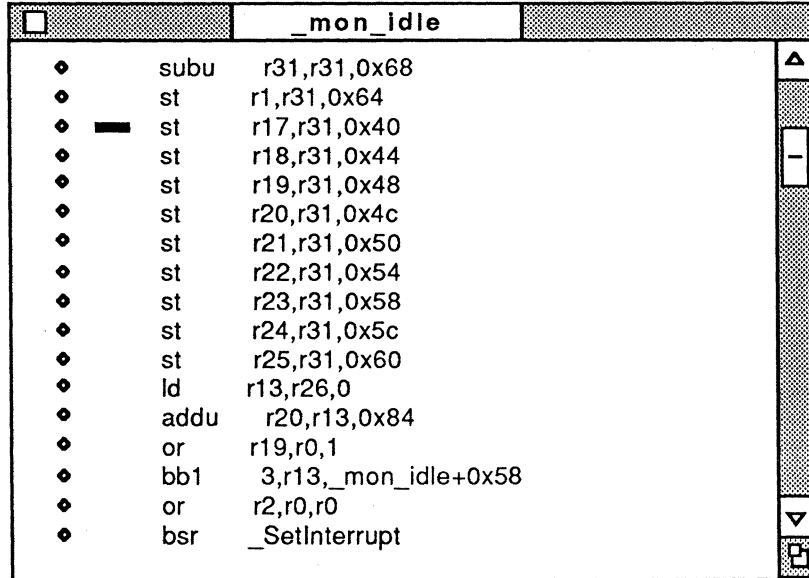 _mon_idle
subu r31,r31,0x68
st r1,r31,0x64
st r17,r31,0x40
st r18,r31,0x44
st r19,r31,0x48
st r20,r31,0x4c
st r21,r31,0x50
st r22,r31,0x54
st r23,r31,0x58
st r24,r31,0x5c
st r25,r31,0x60
ld r13,r26,0
addu r20,r13,0x84
or r19,r0,1
bb1 3,r13,_mon_idle+0x58
or r2,r0,r0
bsr _SetInterrupt